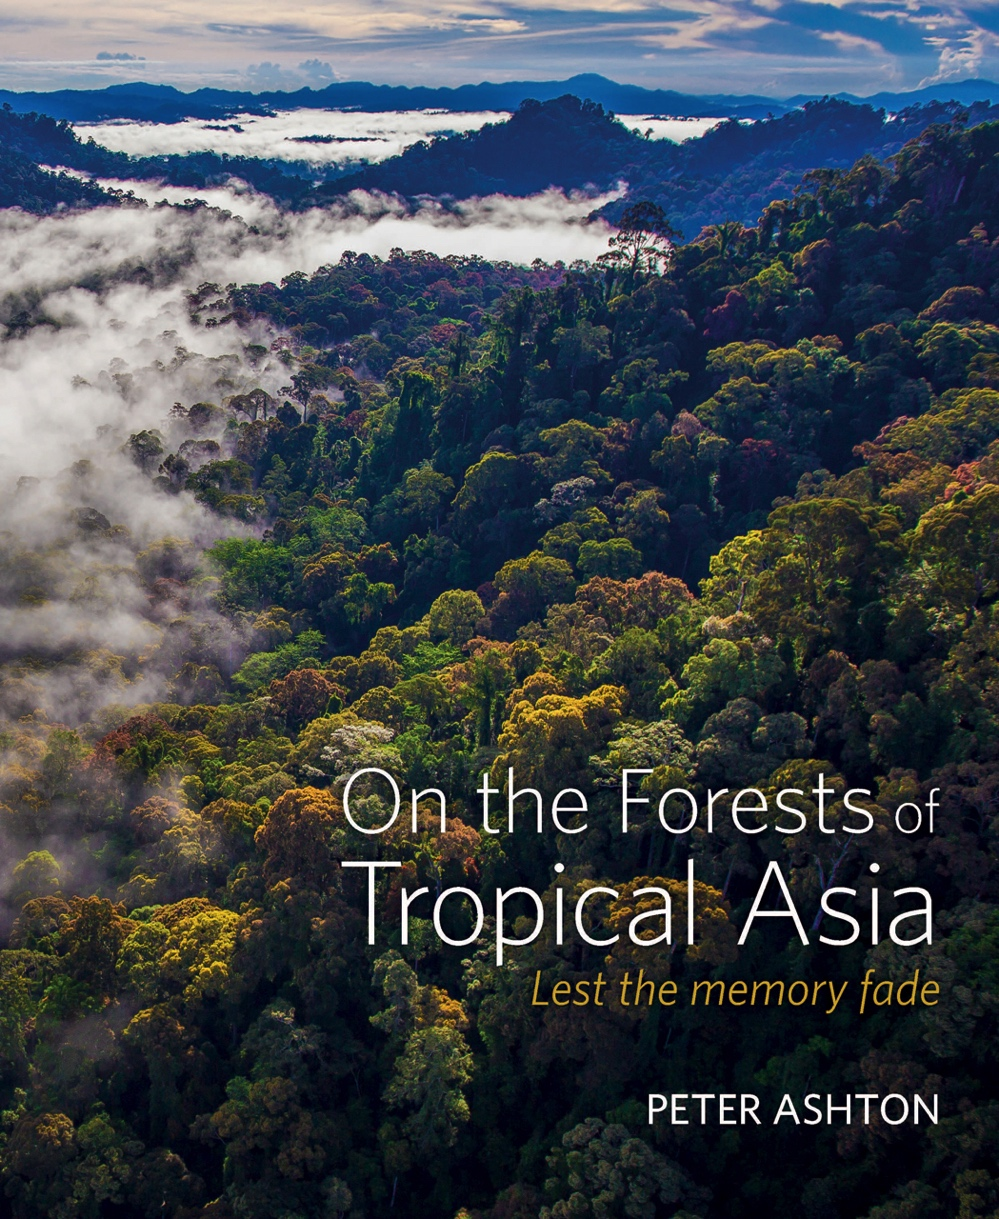 On the Forests of
Tropical Asia
Lest the memory fade
PETER ASHTON